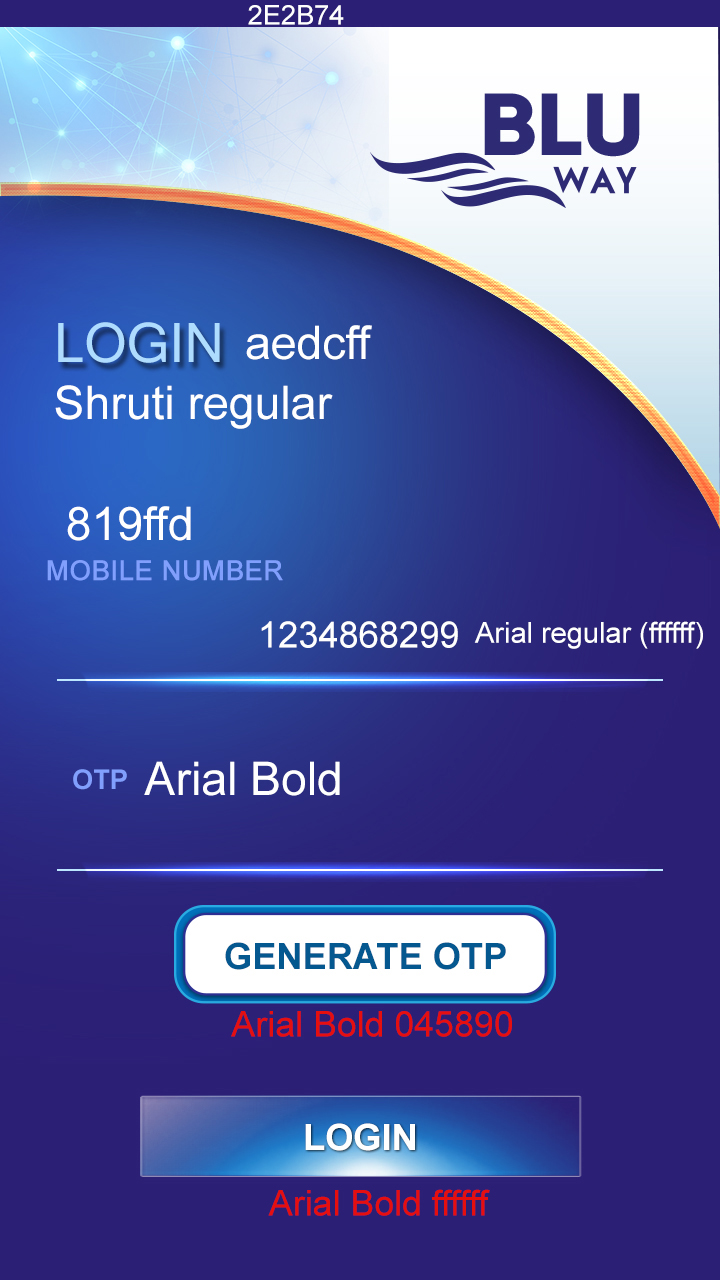 2E2B74
BLU
WAY
LOGIN aedcff
Shruti regular
819ffd
MOBILE NUMBER
1234868299 Arial regular (ffffff)
OTP Arial Bold
GENERATE OTP
Arial Bold 045890
LOGIN
Arial Bold ffffff